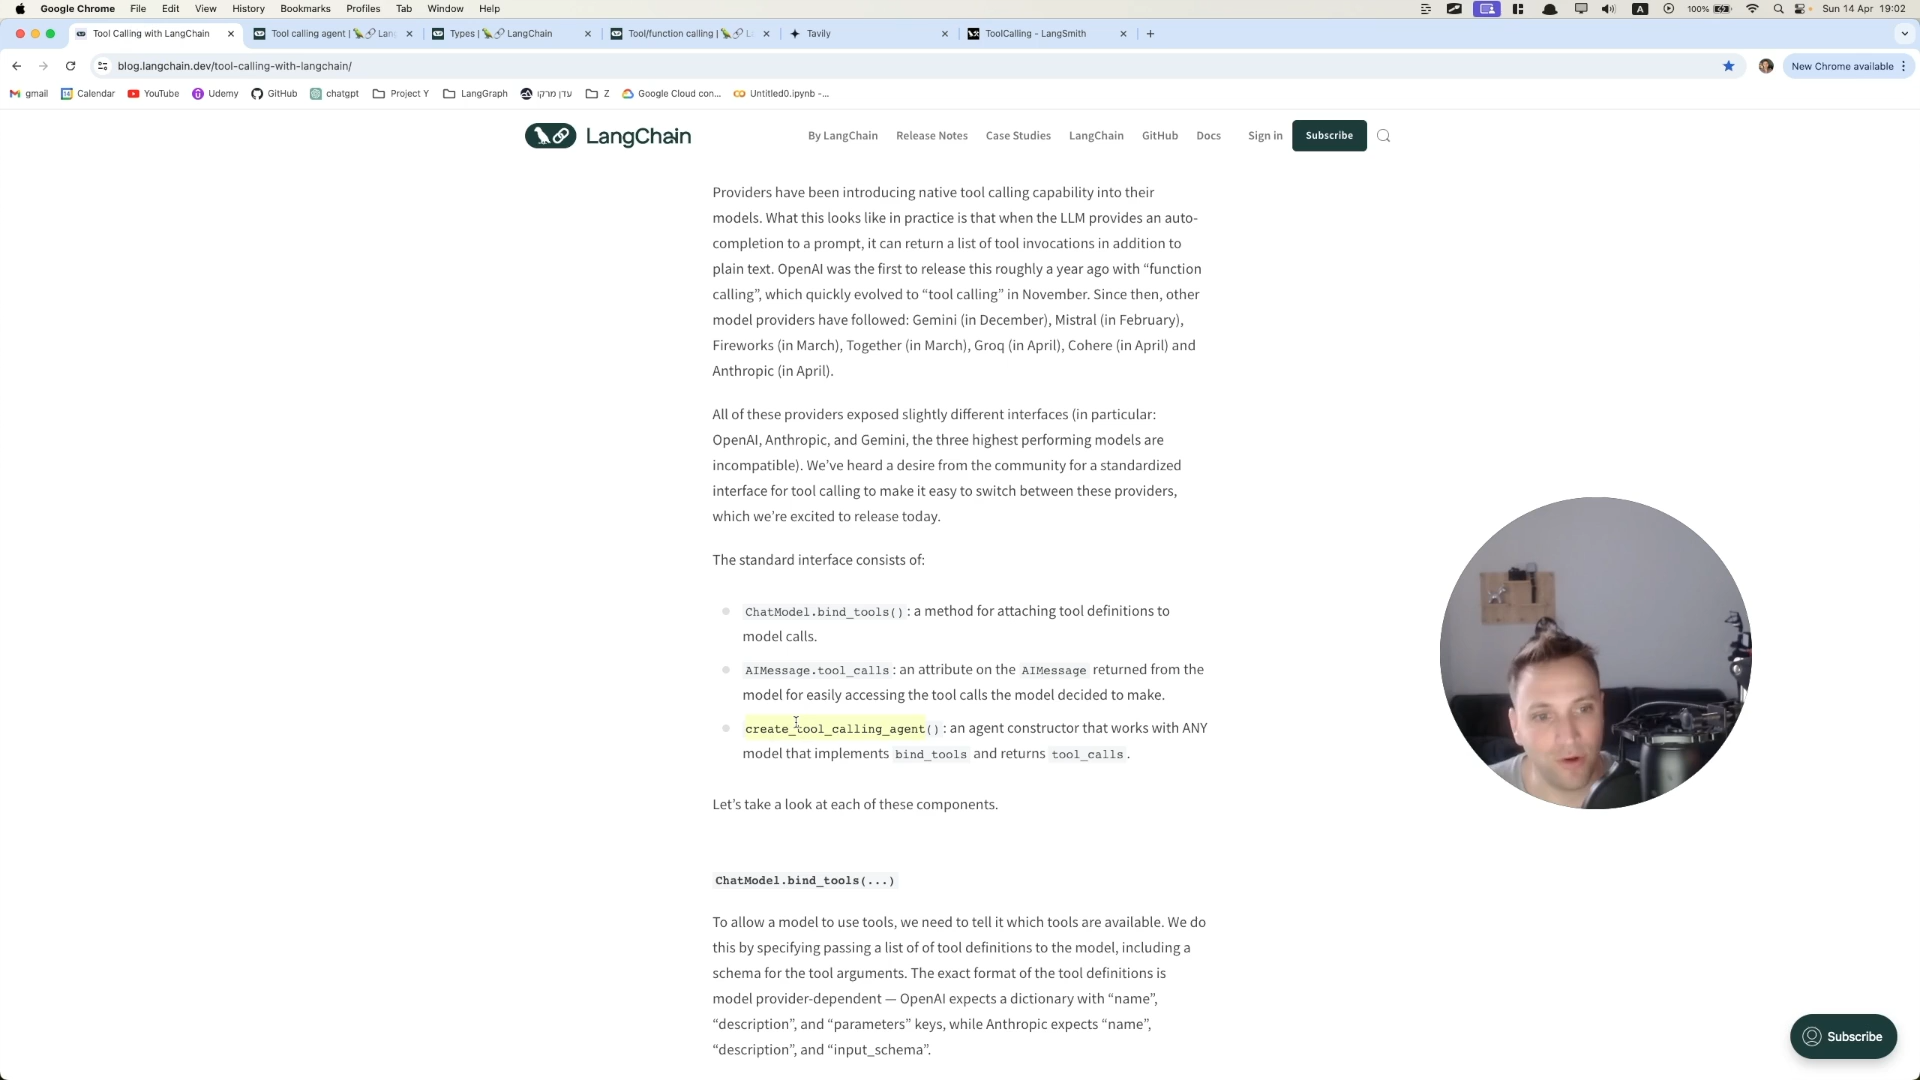 Google Chrome File Edit View History Bookmarks Profiles Tab Window Help 100% A Sun 14 Apr 19:02
Tool Calling with LangChain Tool calling agent | Lan Types | LangChain Tool/function calling | L Tavily ToolCalling - LangSmith
blog.langchain.dev/tool-calling-with-langchain/ New Chrome available
gmail Calendar YouTube Udemy GitHub chatgpt Project Y LangGraph עדן מרקו Z Google Cloud con... Untitled0.ipynb -...
LangChain By LangChain Release Notes Case Studies LangChain GitHub Docs Sign in Subscribe
Providers have been introducing native tool calling capability into their
models. What this looks like in practice is that when the LLM provides an auto-
completion to a prompt, it can return a list of tool invocations in addition to
plain text. OpenAI was the first to release this roughly a year ago with “function
calling”, which quickly evolved to “tool calling” in November. Since then, other
model providers have followed: Gemini (in December), Mistral (in February),
Fireworks (in March), Together (in March), Groq (in April), Cohere (in April) and
Anthropic (in April).
All of these providers exposed slightly different interfaces (in particular:
OpenAI, Anthropic, and Gemini, the three highest performing models are
incompatible). We’ve heard a desire from the community for a standardized
interface for tool calling to make it easy to switch between these providers,
which we’re excited to release today.
The standard interface consists of:
ChatModel.bind_tools(): a method for attaching tool definitions to
model calls.
AIMessage.tool_calls: an attribute on the AIMessage returned from the
model for easily accessing the tool calls the model decided to make.
create_tool_calling_agent(): an agent constructor that works with ANY
model that implements bind_tools and returns tool_calls.
Let’s take a look at each of these components.
ChatModel.bind_tools(...)
To allow a model to use tools, we need to tell it which tools are available. We do
this by specifying passing a list of of tool definitions to the model, including a
schema for the tool arguments. The exact format of the tool definitions is
model provider-dependent — OpenAI expects a dictionary with “name”,
“description”, and “parameters” keys, while Anthropic expects “name”,
“description”, and “input_schema”.
Subscribe